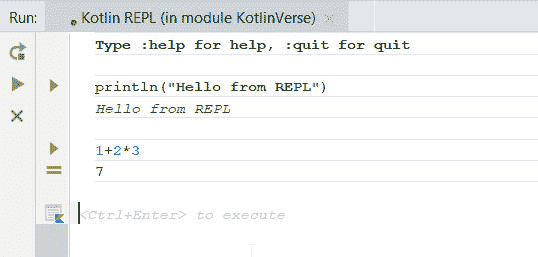 Run: Kotlin REPL (in module KotlinVerse)
Type :help for help, :quit for quit
println("Hello from REPL")
Hello from REPL
1+2*3
7
<Ctrl+Enter> to execute